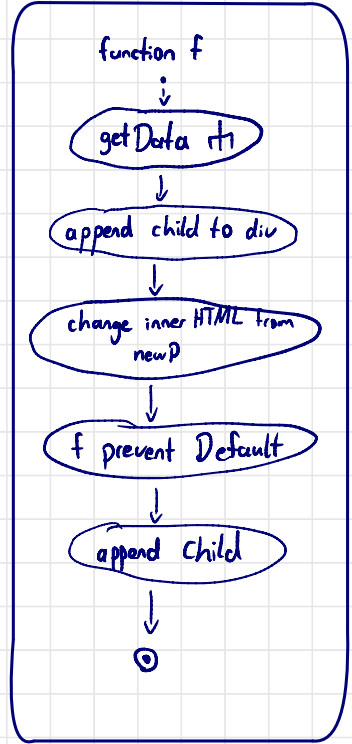 function f
getData
append child to div
change inner HTML from
newP
f prevent Default
append Child